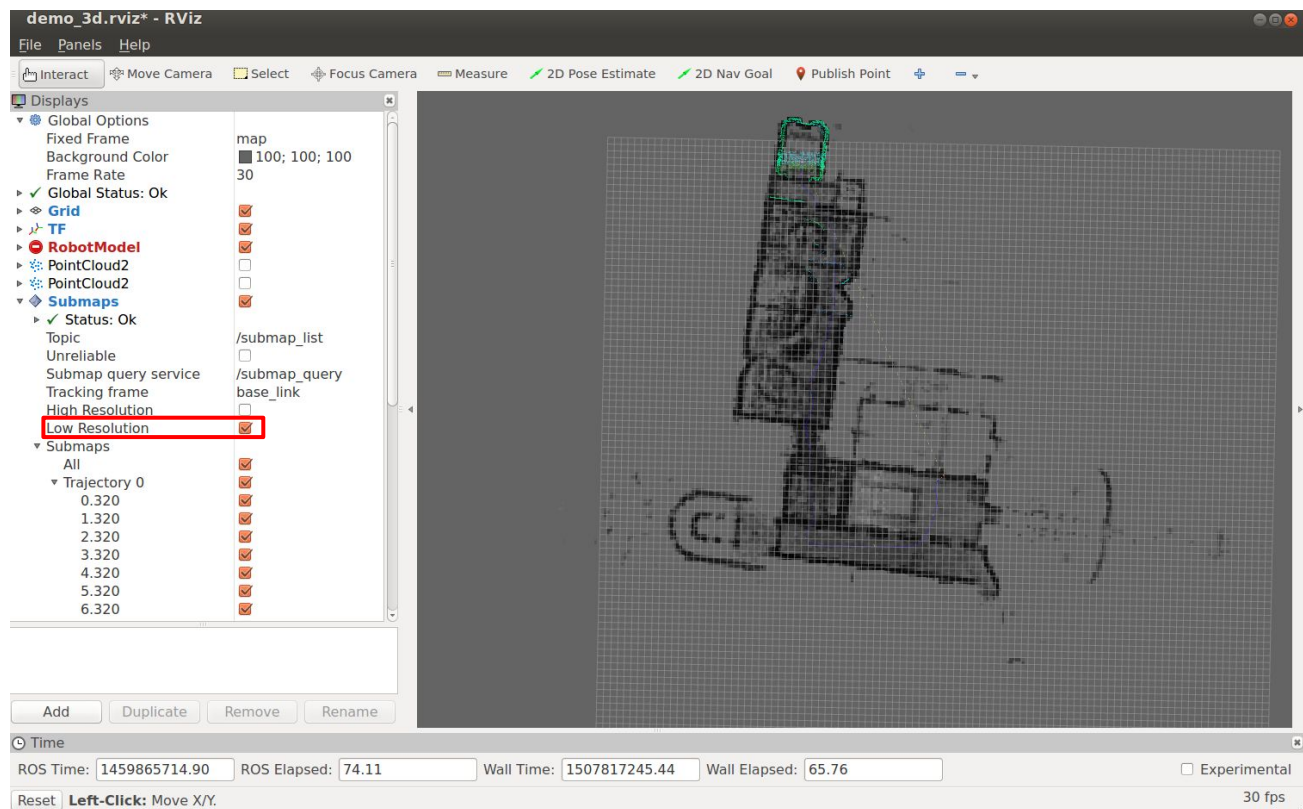 demo_3d.rviz* - RViz
File Panels Help
Interact Move Camera Select Focus Camera Measure 2D Pose Estimate 2D Nav Goal Publish Point
Displays
Global Options
Fixed Frame map
Background Color 100; 100; 100
Frame Rate 30
Global Status: Ok
Grid
TF
RobotModel
PointCloud2
PointCloud2
Submaps
Status: Ok
Topic /submap_list
Unreliable
Submap query service /submap_query
Tracking frame base_link
High Resolution
Low Resolution
Submaps
All
Trajectory 0
0.320
1.320
2.320
3.320
4.320
5.320
6.320
Add Duplicate Remove Rename
Time
ROS Time: 1459865714.90 ROS Elapsed: 74.11 Wall Time: 1507817245.44 Wall Elapsed: 65.76 Experimental
Reset Left-Click: Move X/Y. 30 fps